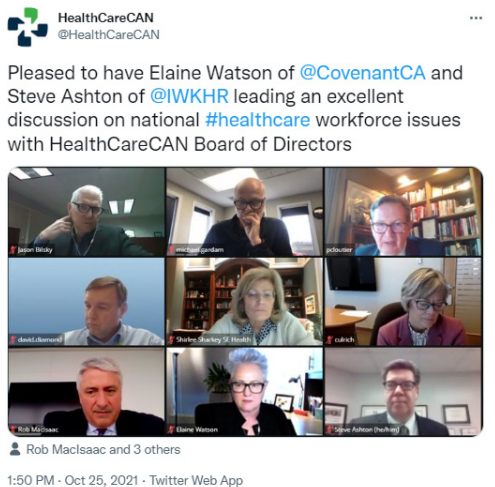 HealthCareCAN
@HealthCareCAN
Pleased to have Elaine Watson of @CovenantCA and
Steve Ashton of @IWKHR leading an excellent
discussion on national #healthcare workforce issues
with HealthCareCAN Board of Directors
Jason Bilsky
michael.gardam
pcloutier
david.diamond
Shirlee Sharkey SE Health
culrich
Rob MacIsaac
Elaine Watson
Steve Ashton (he/him)
Rob MacIsaac and 3 others
1:50 PM · Oct 25, 2021 · Twitter Web App